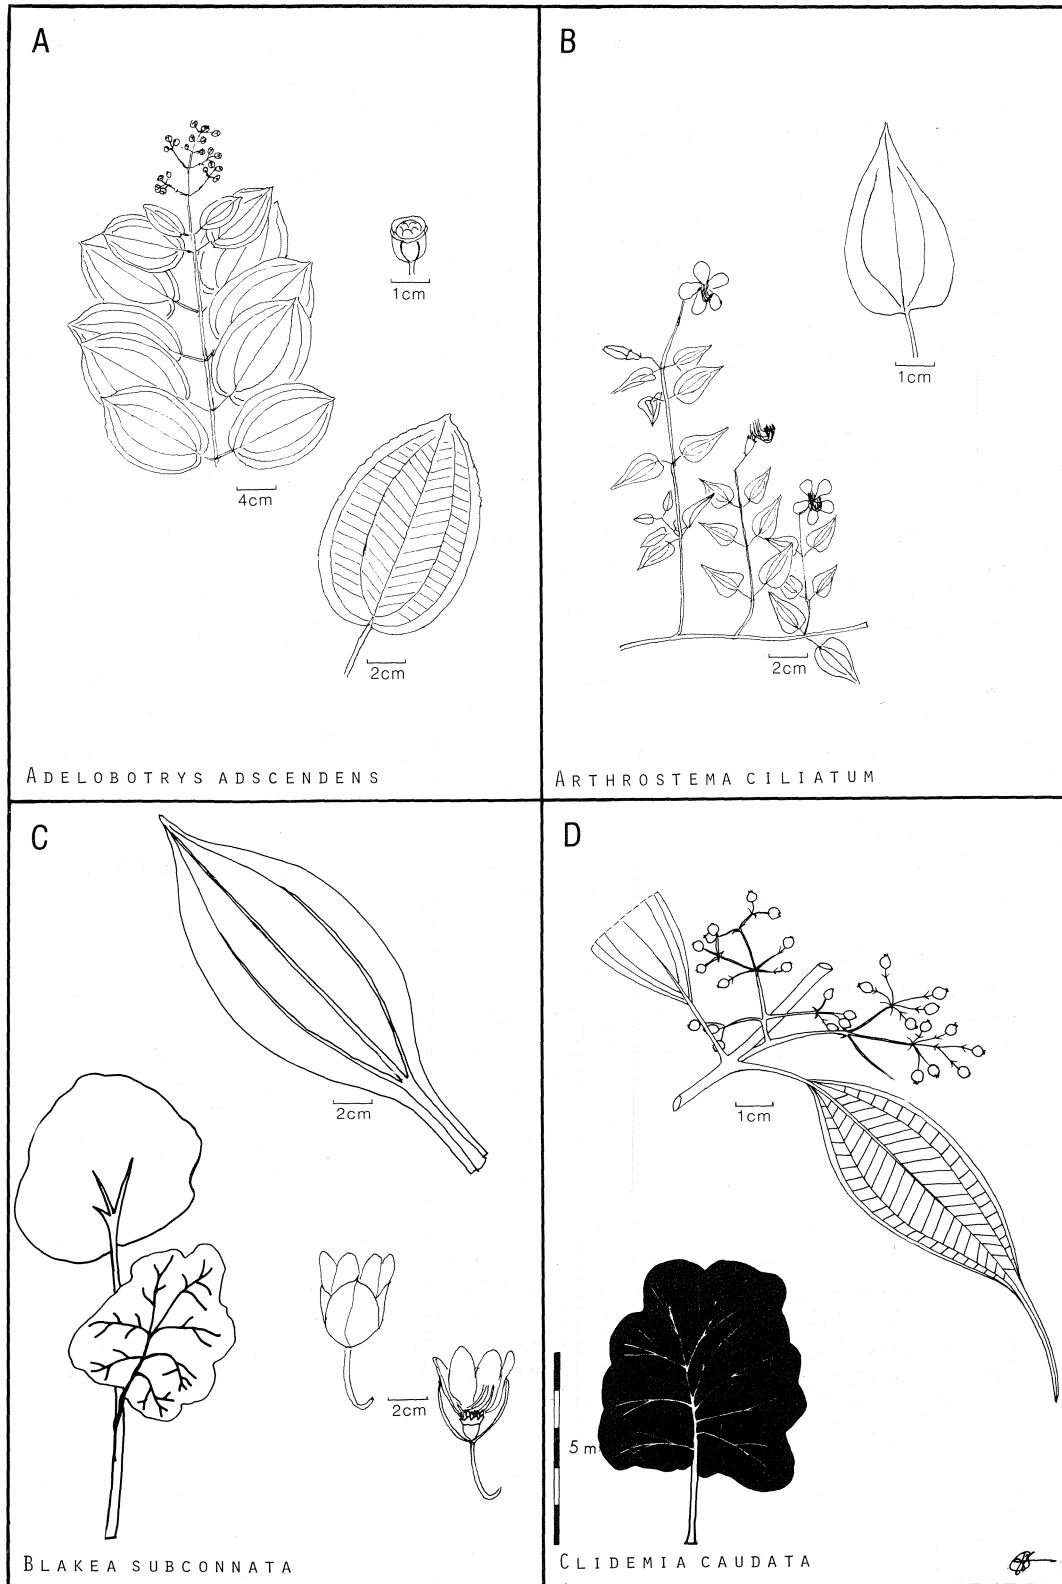 A
1cm
4cm
2cm
ADELOBOTRYS ADSCENDENS
B
1cm
2cm
ARTHROSTEMA CILIATUM
C
2cm
2cm
BLAKEA SUBCONNATA
D
1cm
5 m
CLIDEMIA CAUDATA